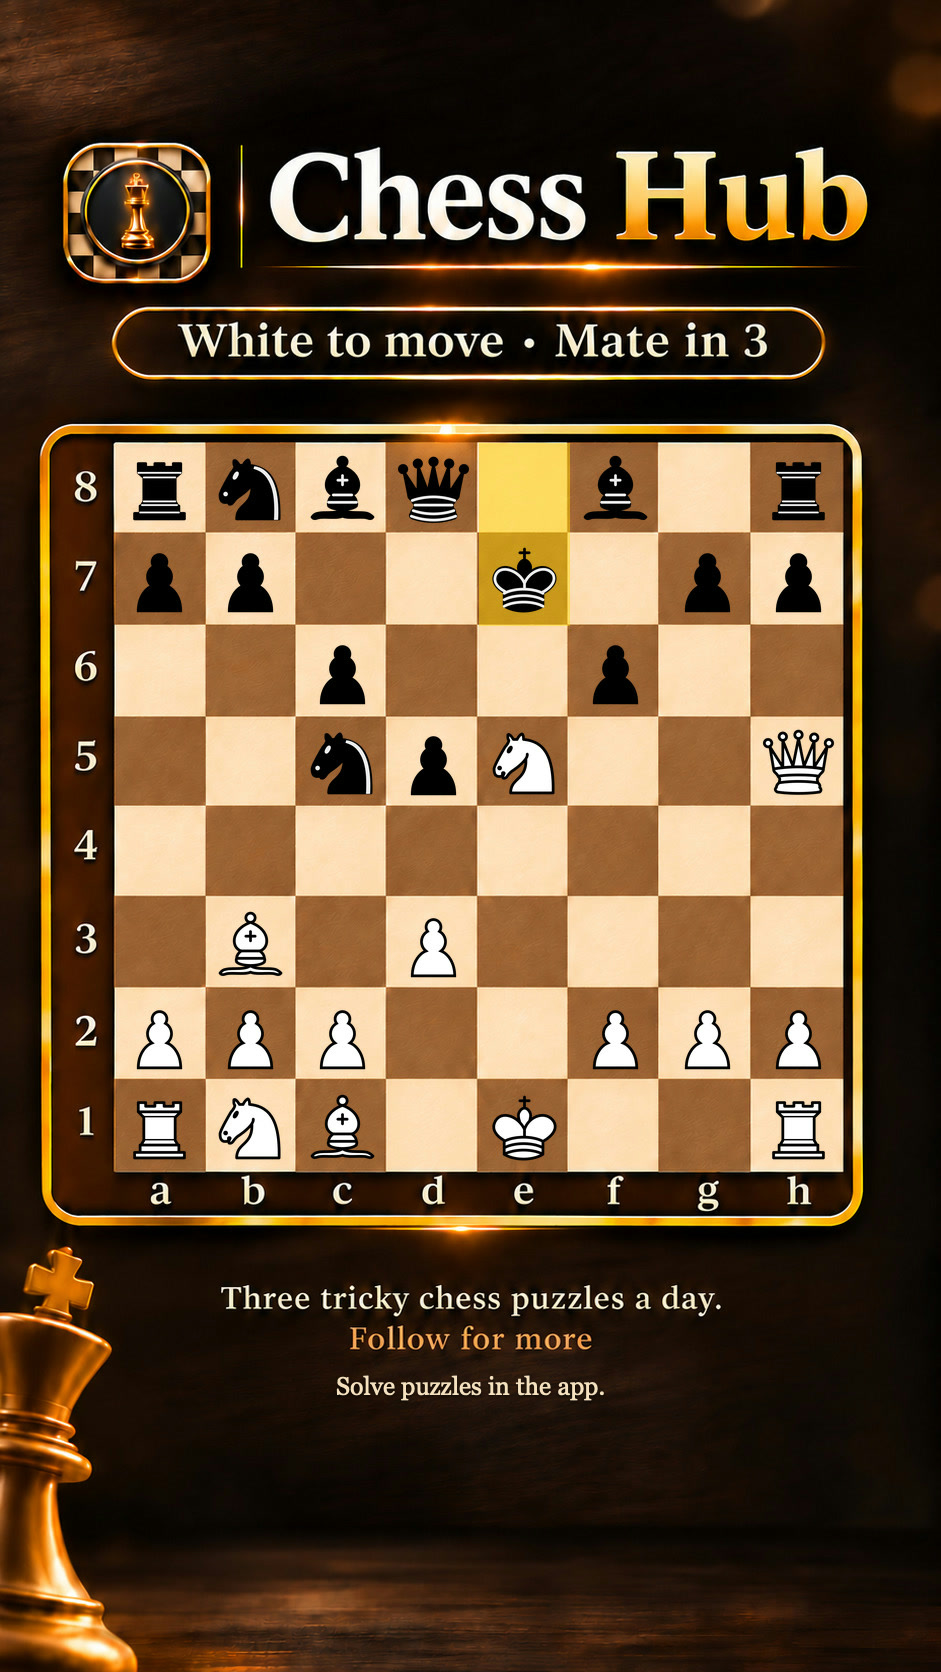 Chess Hub
White to move • Mate in 3
8
7
6
5
4
3
2
1
a b c d e f g h
Three tricky chess puzzles a day.
Follow for more
Solve puzzles in the app.